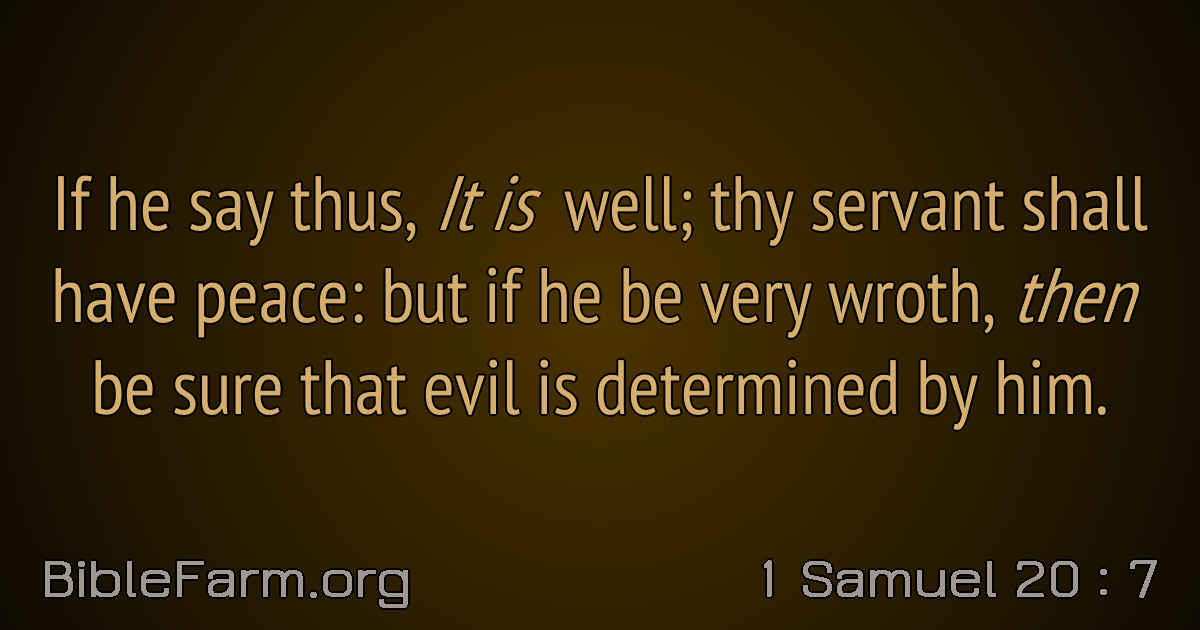 If he say thus, It is well; thy servant shall
have peace: but if he be very wroth, then
be sure that evil is determined by him.
BibleFarm.org
1 Samuel 20 : 7